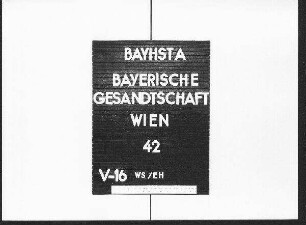 BAYHSTA
BAYERISCHE
GESANDTSCHAFT
WIEN
42
V-16 WS/EH